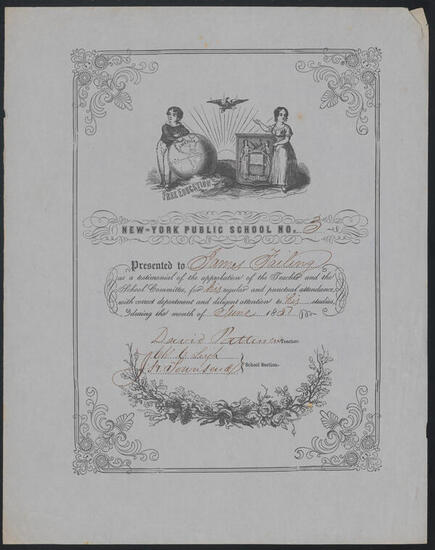 FREE EDUCATION
NEW-YORK PUBLIC SCHOOL NO. 3
Presented to James Failing
as a testimonial of the approbation of the Teacher and the
School Committee, for his regular and punctual attendance,
with correct deportment and diligent attention to his studies,
during the month of June 185
David Patterson
School Section.
Townsend